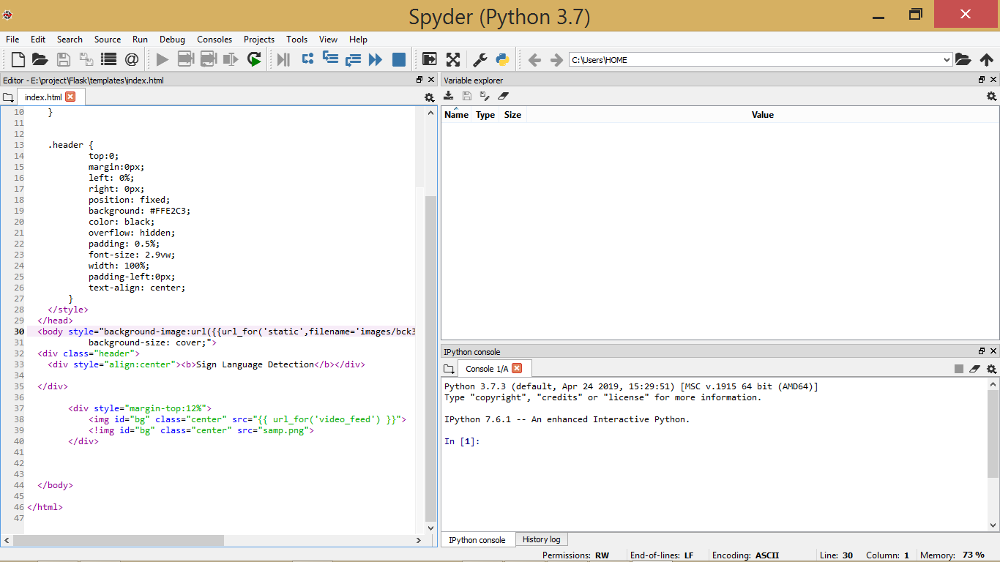 Spyder (Python 3.7)
File Edit Search Source Run Debug Consoles Projects Tools View Help
C:\Users\HOME
Editor - E:\project\Flask\templates\index.html
index.html
10 }
11
12
13 .header {
14 top:0;
15 margin:0px;
16 left: 0%;
17 right: 0px;
18 position: fixed;
19 background: #FFE2C3;
20 color: black;
21 overflow: hidden;
22 padding: 0.5%;
23 font-size: 2.9vw;
24 width: 100%;
25 padding-left:0px;
26 text-align: center;
27 }
28 </style>
29 </head>
30 <body style="background-image:url({{url_for('static',filename='images/bck3
31 background-size: cover;">
32 <div class="header">
33 <div style="align:center"><b>Sign Language Detection</b></div>
34
35 </div>
36
37 <div style="margin-top:12%">
38 <img id="bg" class="center" src="{{ url_for('video_feed') }}">
39 <!img id="bg" class="center" src="samp.png">
40 </div>
41
42
43
44 </body>
45
46 </html>
47
Variable explorer
Name Type Size Value
IPython console
Console 1/A
Python 3.7.3 (default, Apr 24 2019, 15:29:51) [MSC v.1915 64 bit (AMD64)]
Type "copyright", "credits" or "license" for more information.
IPython 7.6.1 -- An enhanced Interactive Python.
In [1]:
IPython console History log
Permissions: RW End-of-lines: LF Encoding: ASCII Line: 30 Column: 1 Memory: 73 %